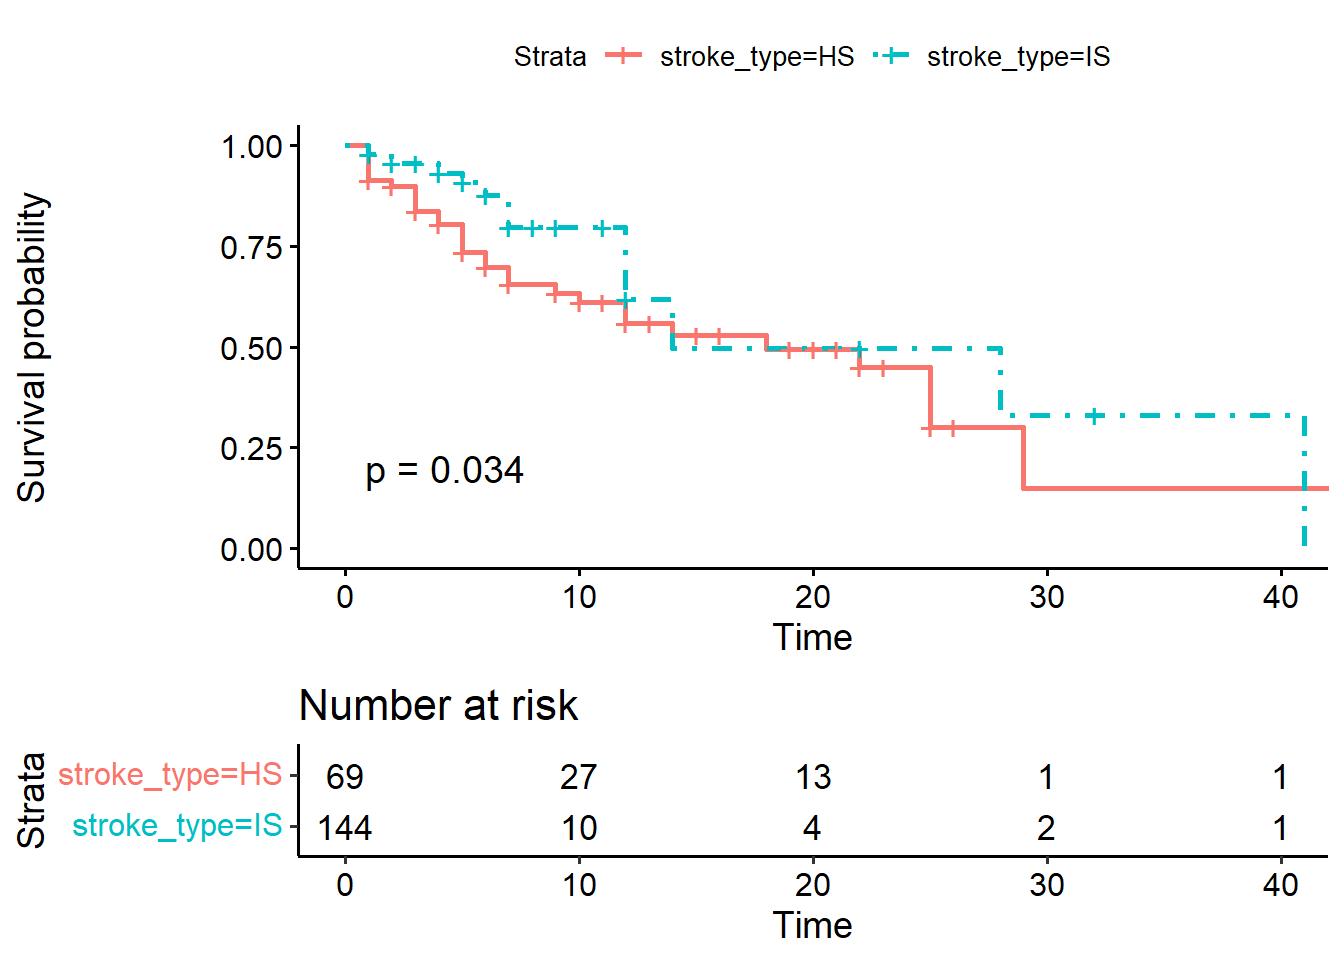 Strata stroke_type=HS stroke_type=IS
Survival probability
1.00
0.75
0.50
0.25
0.00
p = 0.034
0 10 20 30 40
Time
Number at risk
Strata
stroke_type=HS 69 27 13 1 1
stroke_type=IS 144 10 4 2 1
0 10 20 30 40
Time